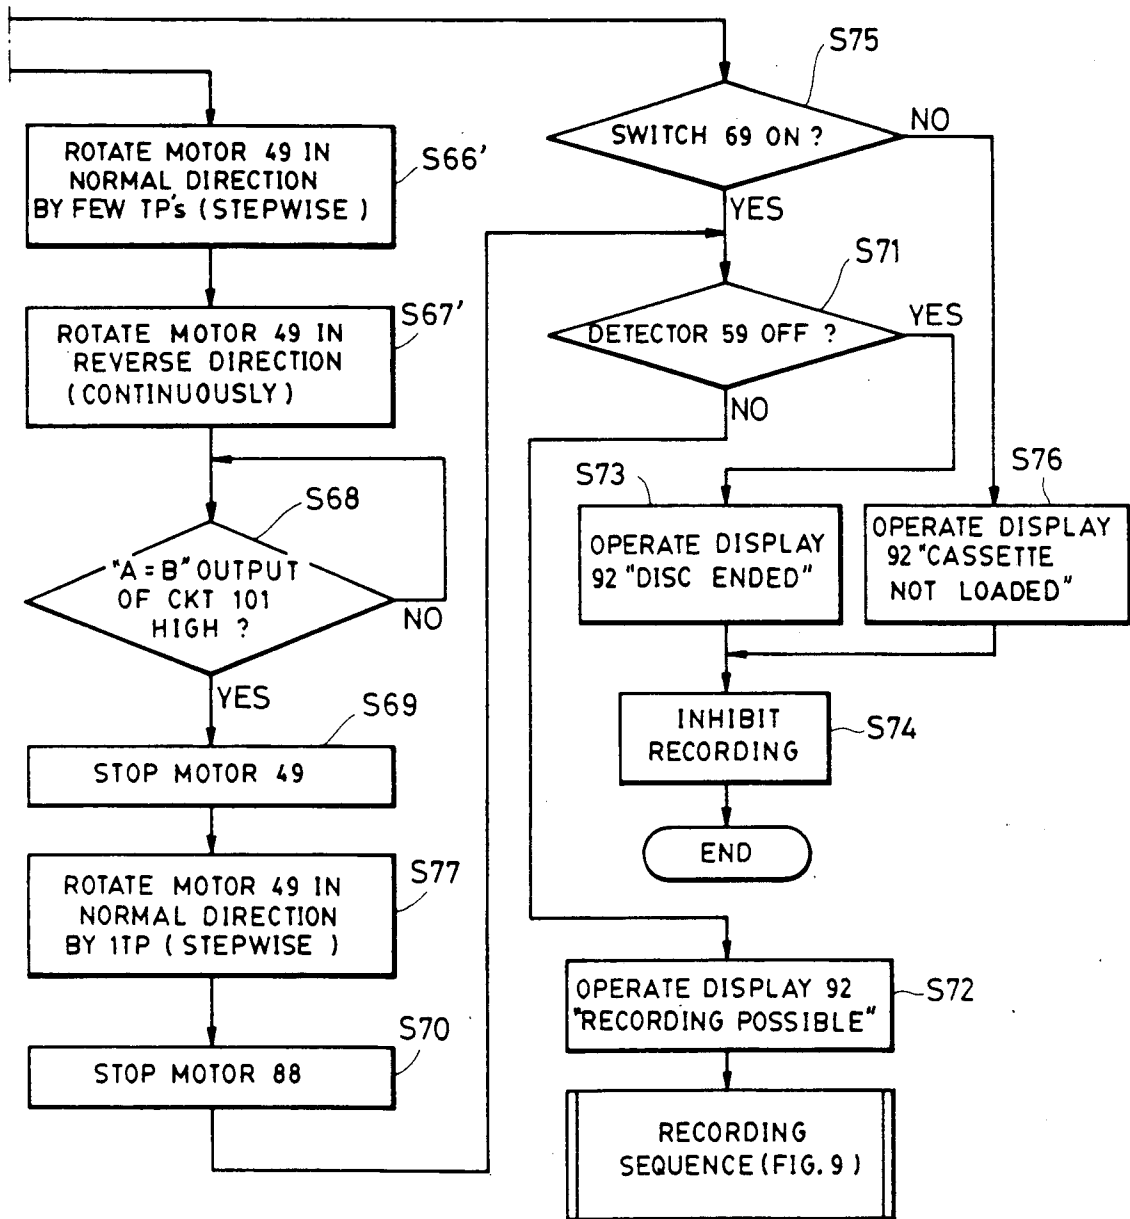 ROTATE MOTOR 49 IN
NORMAL DIRECTION
BY FEW TP's (STEPWISE)
S66'
ROTATE MOTOR 49 IN
REVERSE DIRECTION
(CONTINUOUSLY)
S67'
"A=B" OUTPUT
OF CKT 101
HIGH ?
S68
NO
YES
STOP MOTOR 49
S69
ROTATE MOTOR 49 IN
NORMAL DIRECTION
BY 1TP (STEPWISE)
S77
STOP MOTOR 88
S70
SWITCH 69 ON ?
S75
NO
YES
DETECTOR 59 OFF ?
S71
YES
NO
S73
OPERATE DISPLAY
92 "DISC ENDED"
S76
OPERATE DISPLAY
92 "CASSETTE
NOT LOADED"
INHIBIT
RECORDING
S74
END
OPERATE DISPLAY 92
"RECORDING POSSIBLE"
S72
RECORDING
SEQUENCE (FIG. 9)